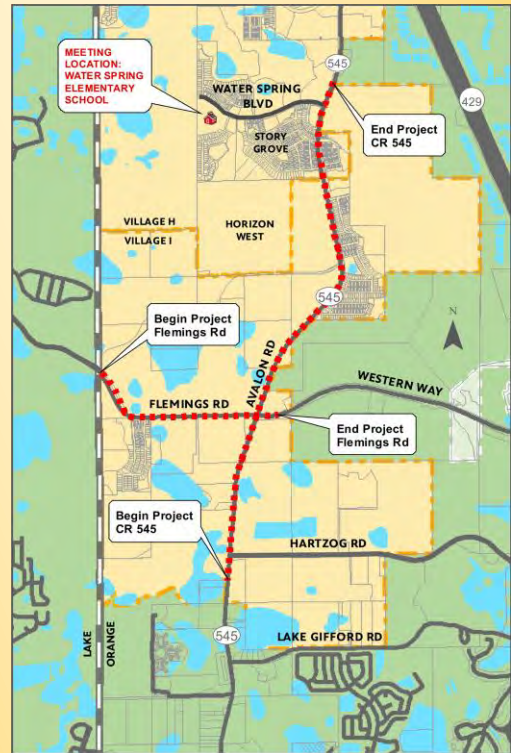 MEETING
LOCATION:
WATER SPRING
ELEMENTARY
SCHOOL
545
WATER SPRING
BLVD
429
End Project
CR 545
STORY
GROVE
VILLAGE H
VILLAGE I
HORIZON
WEST
545
Begin Project
Flemings Rd
N
AVALON RD
WESTERN WAY
FLEMINGS RD
End Project
Flemings Rd
Begin Project
CR 545
HARTZOG RD
545
LAKE GIFFORD RD
LAKE
ORANGE